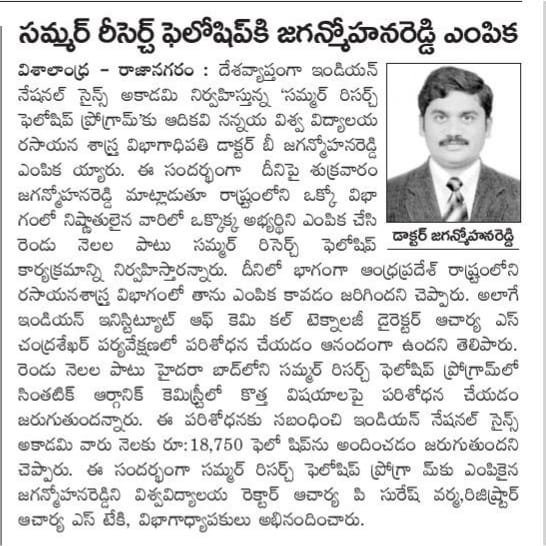 సమ్మర్ రీసెర్చ్ ఫెలోషిప్‌కి జగన్మోహనరెడ్డి ఎంపిక
విశాలాంధ్ర - రాజానగరం : దేశవ్యాప్తంగా ఇండియన్
నేషనల్ సైన్స్ అకాడమి నిర్వహిస్తున్న 'సమ్మర్ రిసర్చ్
ఫెలోషిప్ ప్రోగ్రామ్'కు ఆదికవి నన్నయ విశ్వ విద్యాలయ
రసాయన శాస్త్ర విభాగాధిపతి డాక్టర్ బీ జగన్మోహనరెడ్డి
ఎంపిక య్యారు. ఈ సందర్భంగా దీనిపై శుక్రవారం
జగన్మోహనరెడ్డి మాట్లాడుతూ రాష్ట్రంలోని ఒక్కో విభా
గంలో నిష్ణాతులైన వారిలో ఒక్కొక్క అభ్యర్థిని ఎంపిక చేసి
రెండు నెలల పాటు సమ్మర్ రిసెర్చ్ ఫెలోషిప్
డాక్టర్ జగన్మోహనరెడ్డి
కార్యక్రమాన్ని నిర్వహిస్తారన్నారు. దీనిలో భాగంగా ఆంధ్రప్రదేశ్ రాష్ట్రంలోని
రసాయనశాస్త్ర విభాగంలో తాను ఎంపిక కావడం జరిగిందని చెప్పారు. అలాగే
ఇండియన్ ఇనిస్టిట్యూట్ ఆఫ్ కెమి కల్ టెక్నాలజీ డైరెక్టర్ ఆచార్య ఎస్
చంద్రశేఖర్ పర్యవేక్షణలో పరిశోధన చేయడం ఆనందంగా ఉందని తెలిపారు.
రెండు నెలల పాటు హైదరా బాద్‌లోని సమ్మర్ రిసర్చ్ ఫెలోషిప్ ప్రోగ్రామ్‌లో
సింతటిక్ ఆర్గానిక్ కెమిస్ట్రీలో కొత్త విషయాలపై పరిశోధన చేయడం
జరుగుతుందన్నారు. ఈ పరిశోధనకు సబంధించి ఇండియన్ నేషనల్ సైన్స్
అకాడమి వారు నెలకు రూ:18,750 ఫెలో షిప్‌ను అందించడం జరుగుతుందని
చెప్పారు. ఈ సందర్భంగా సమ్మర్ రిసర్చ్ ఫెలోషిప్ ప్రోగ్రా మ్‌కు ఎంపికైన
జగన్మోహనరెడ్డిని విశ్వవిద్యాలయ రెక్టార్ ఆచార్య పి సురేష్ వర్మ,రిజిష్ట్రార్
ఆచార్య ఎస్ టేకి, విభాగాధ్యాపకులు అభినందించారు.